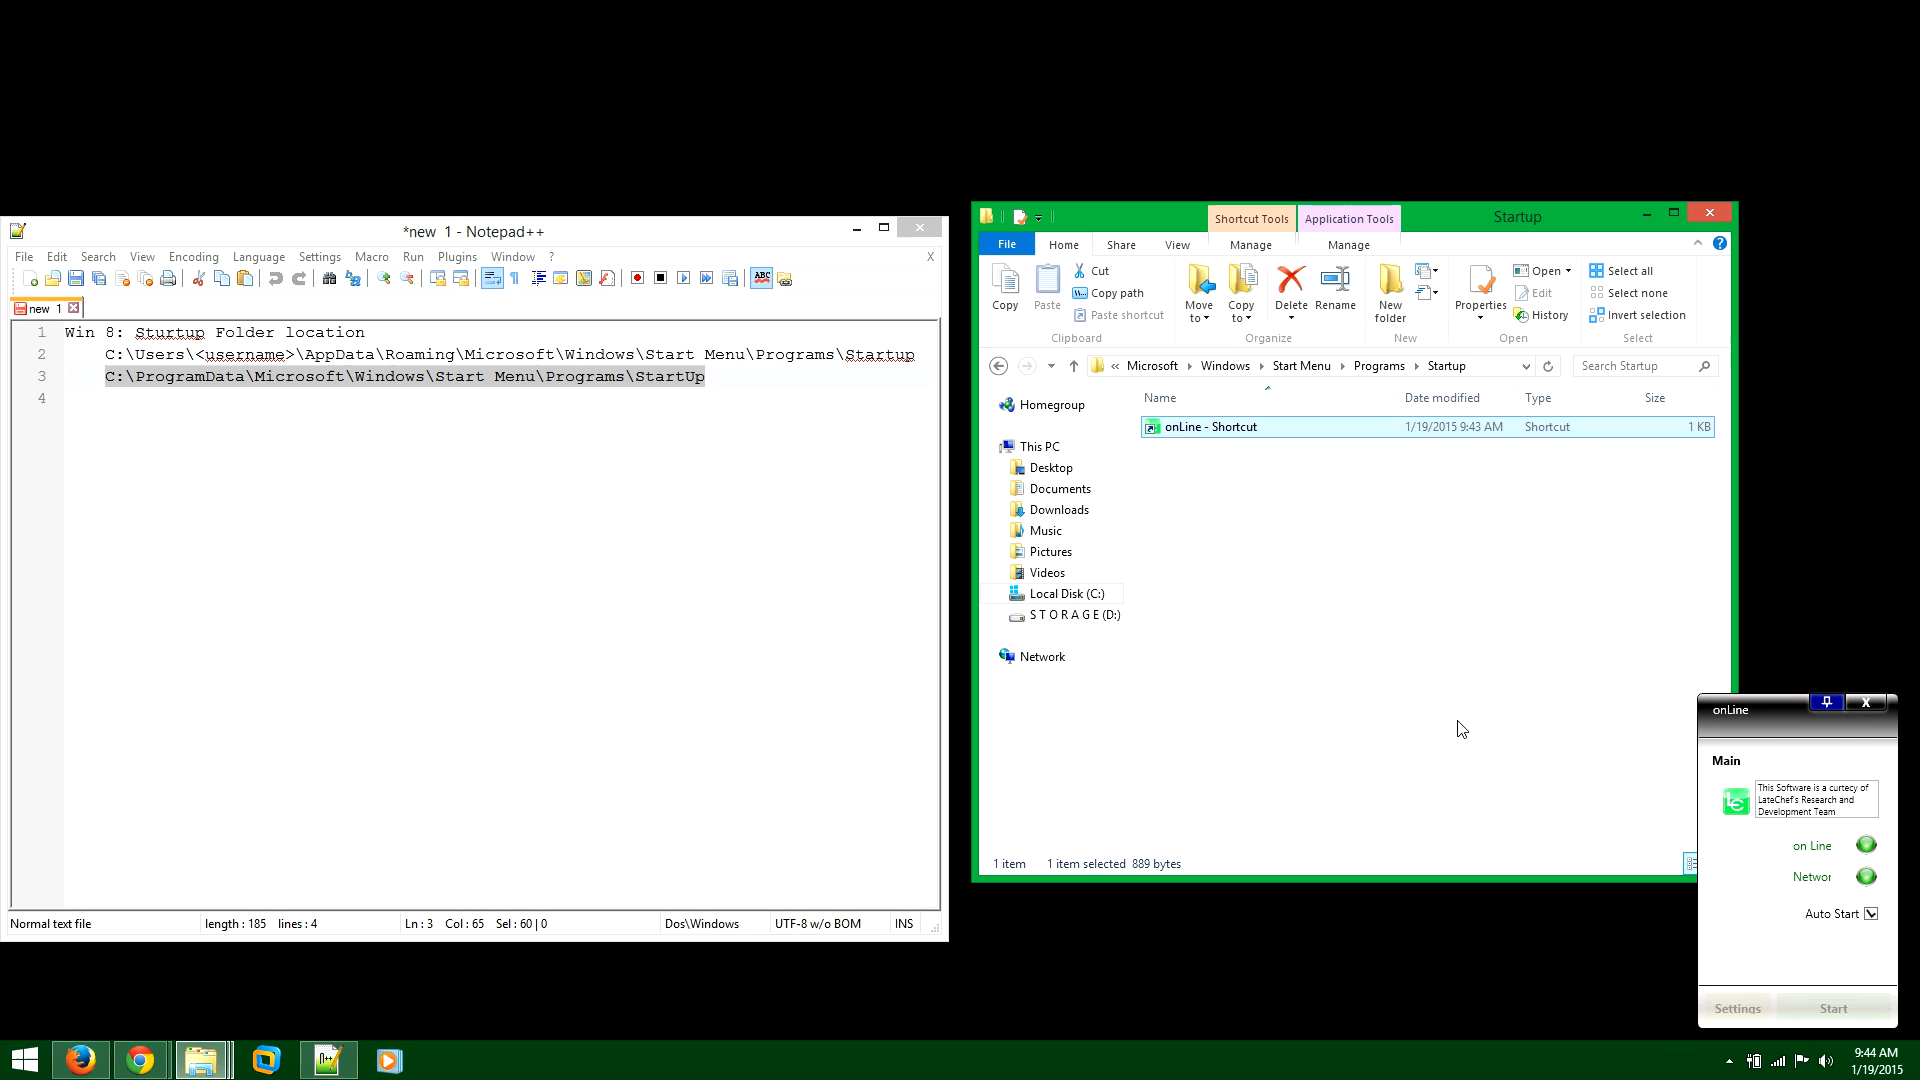 *new 1 - Notepad++
File Edit Search View Encoding Language Settings Macro Run Plugins Window ? X
new 1
1 Win 8: Sturtup Folder location
2 C:\Users\<username>\AppData\Roaming\Microsoft\Windows\Start Menu\Programs\Startup
3 C:\ProgramData\Microsoft\Windows\Start Menu\Programs\StartUp
4
Normal text file length : 185 lines : 4 Ln : 3 Col : 65 Sel : 60 | 0 Dos\Windows UTF-8 w/o BOM INS
Shortcut Tools Application Tools Startup
File Home Share View Manage Manage
Copy
Paste
Cut
Copy path
Paste shortcut
Clipboard
Move to
Copy to
Delete
Rename
Organize
New folder
New
Properties
Open
Edit
History
Open
Select all
Select none
Invert selection
Select
« Microsoft Windows Start Menu Programs Startup
Search Startup
Name Date modified Type Size
onLine - Shortcut 1/19/2015 9:43 AM Shortcut 1 KB
Homegroup
This PC
Desktop
Documents
Downloads
Music
Pictures
Videos
Local Disk (C:)
S T O R A G E (D:)
Network
1 item 1 item selected 889 bytes
onLine X
Main
This Software is a curtecy of
LateChef's Research and
Development Team
on Line
Networ
Auto Start
Settings Start
9:44 AM
1/19/2015